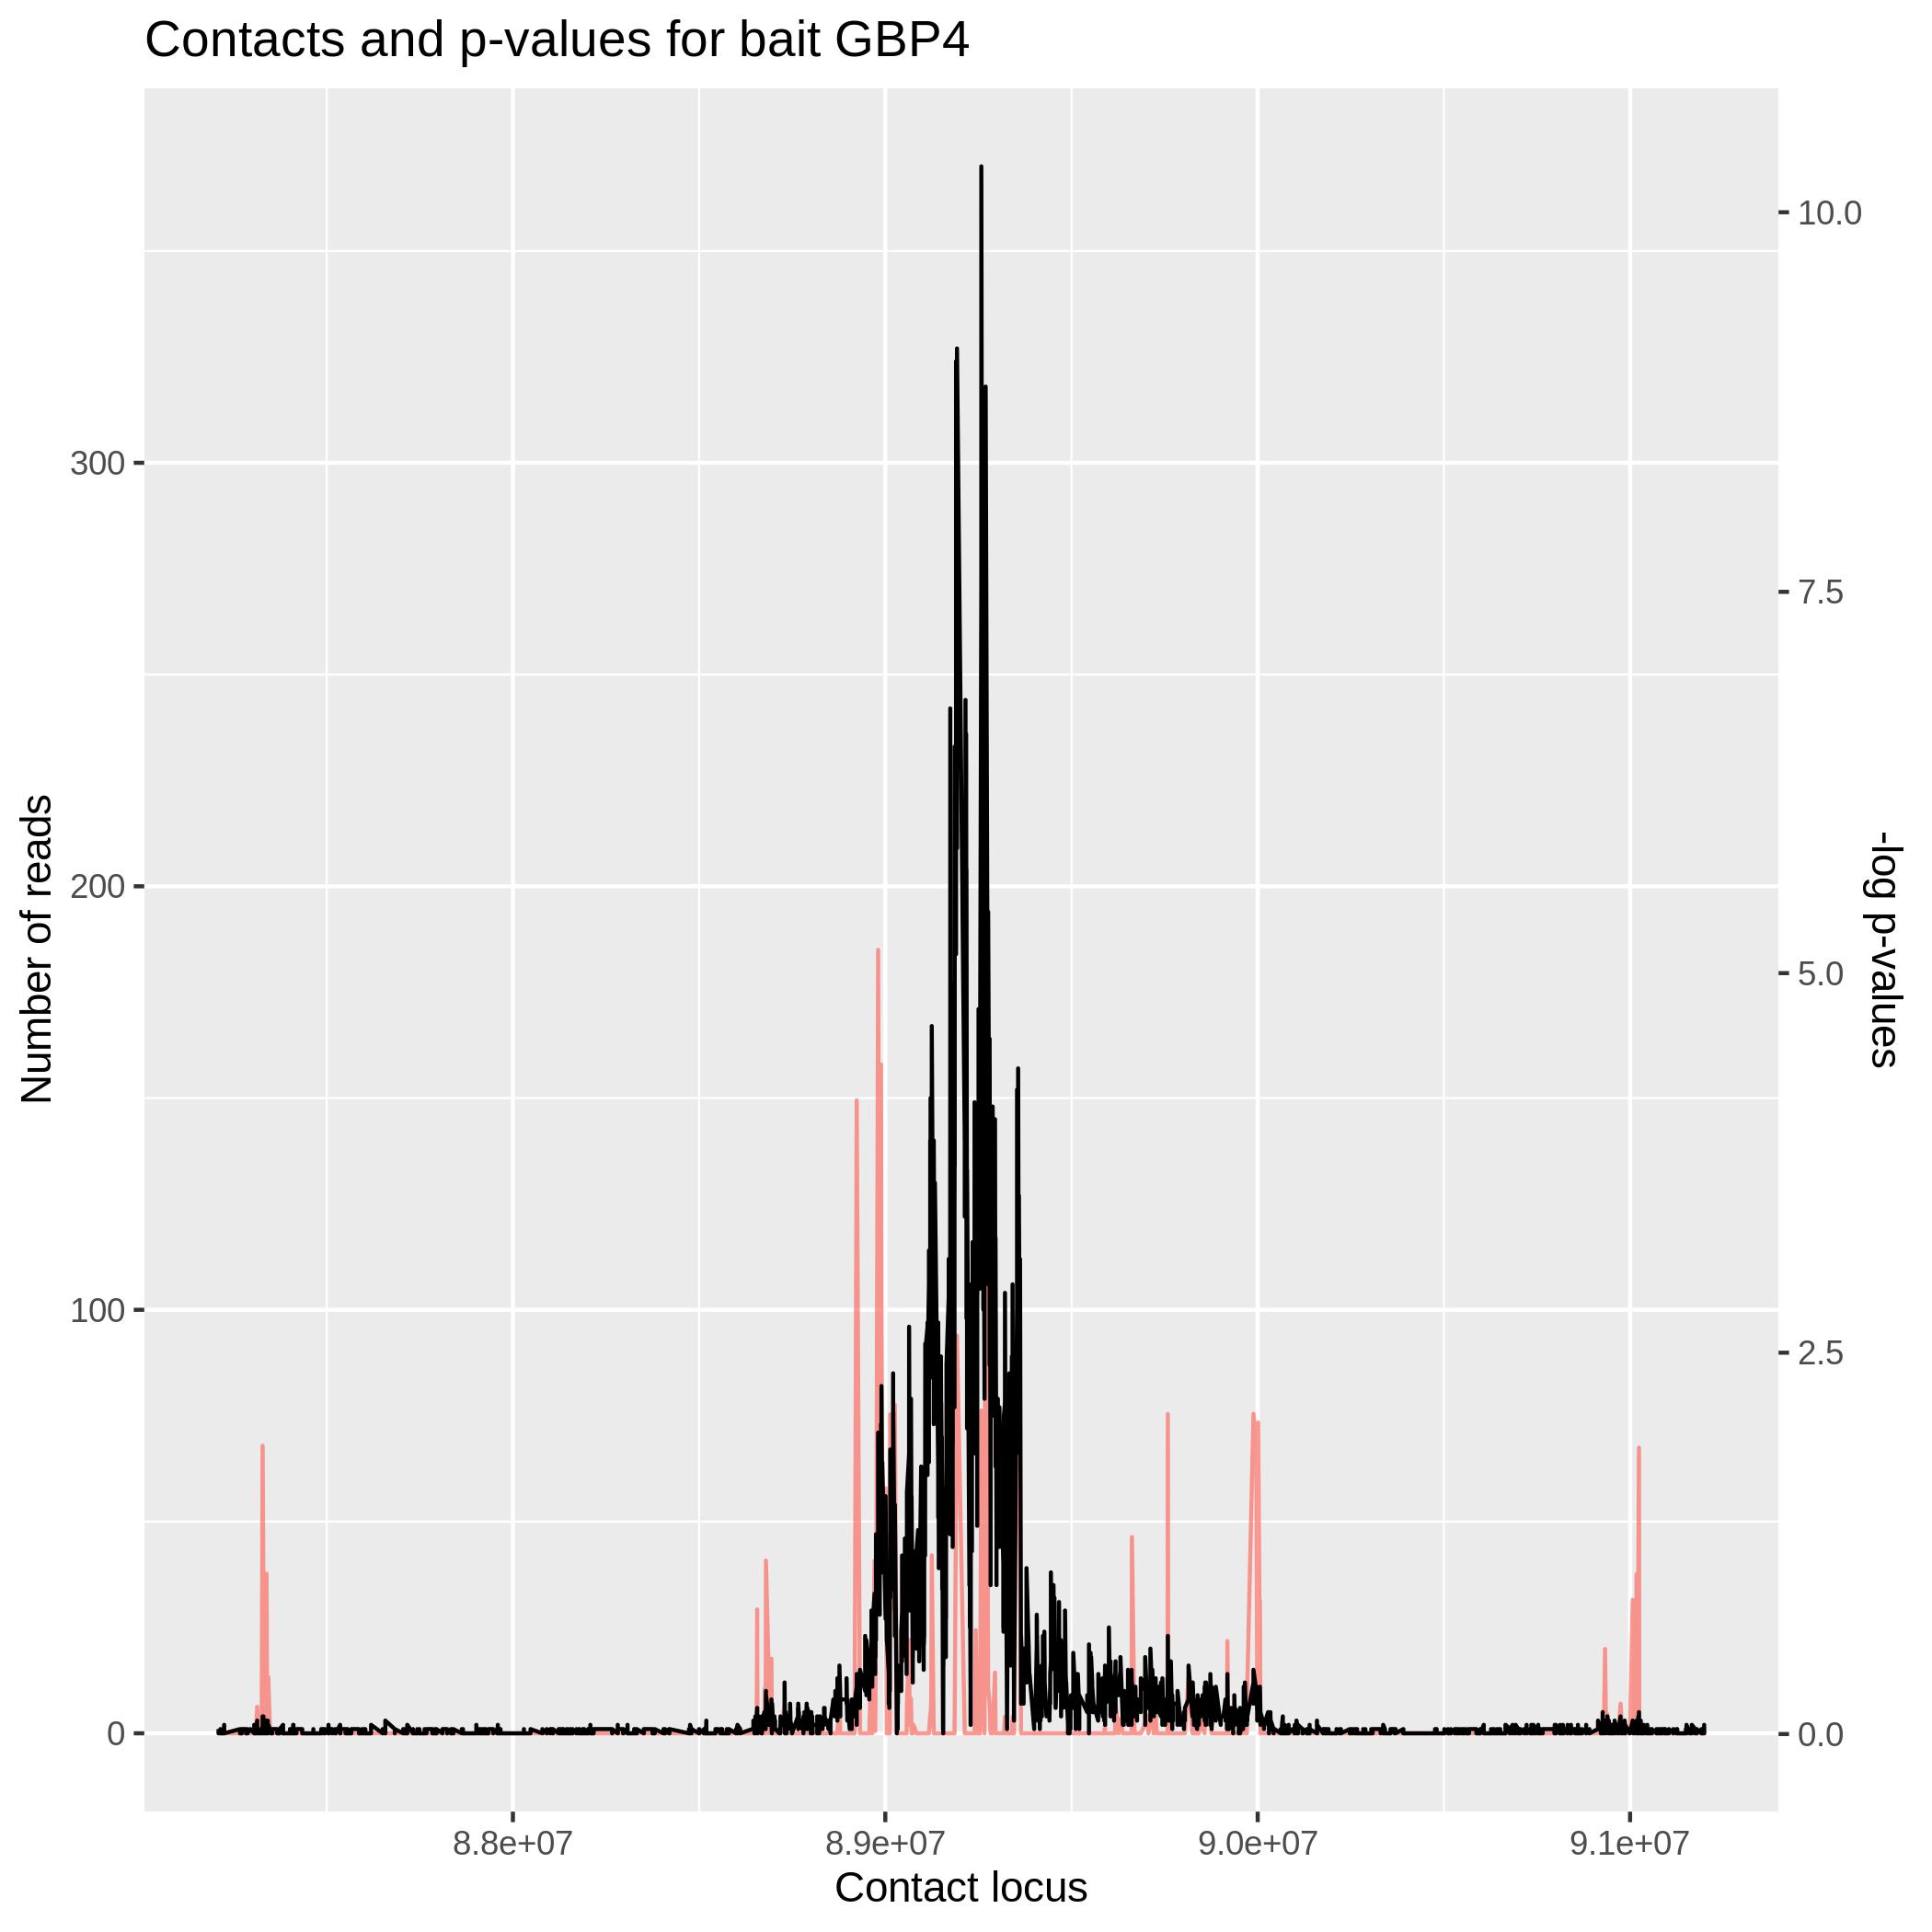 Contacts and p-values for bait GBP4
Number of reads
300
200
100
0
10.0
7.5
5.0
2.5
0.0
-log p-values
8.8e+07 8.9e+07 9.0e+07 9.1e+07
Contact locus